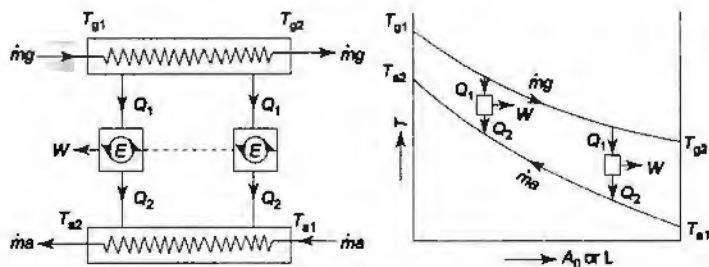 T_g1 T_g2
ṁg ṁg
Q_1 Q_1
W E E
Q_2 Q_2
T_a2 T_a1
ṁa ṁa
T_g1
T_a2
T
Q_1 ṁg
W
Q_2
Q_1
W
Q_2
ṁa
T_g2
T_a1
A_0 or L